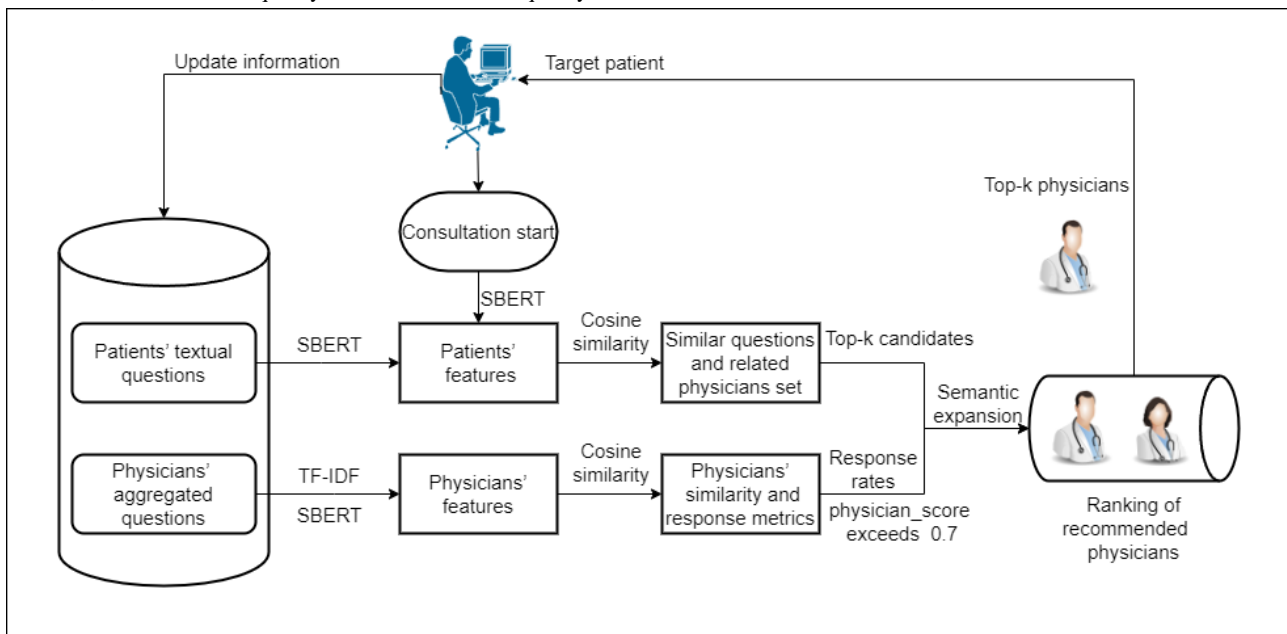 Update information
Target patient
Top-k physicians
Consultation start
SBERT
Patients' textual
questions
SBERT
Patients'
features
Cosine
similarity
Similar questions
and related
physicians set
Top-k candidates
Semantic
expansion
Physicians'
aggregated
questions
TF-IDF
SBERT
Physicians'
features
Cosine
similarity
Physicians'
similarity and
response metrics
Response
rates
physician_score
exceeds 0.7
Ranking of
recommended
physicians